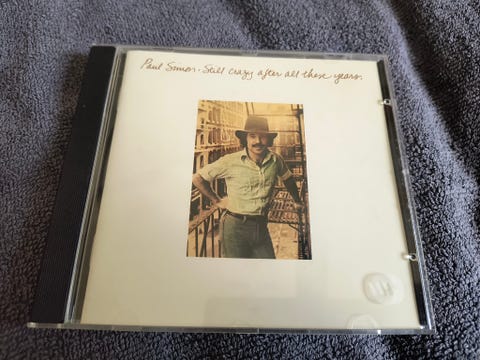 Paul Simon · Still crazy after all these years.